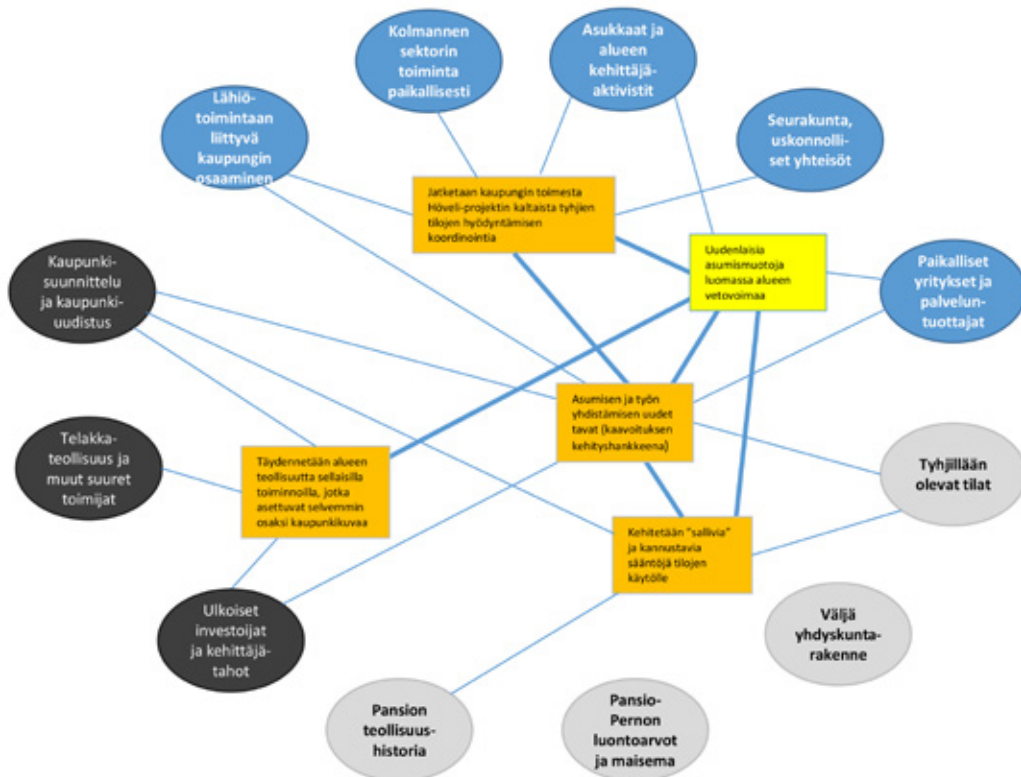 Kolmannen
sektorin
toiminta
paikallisesti
Asukkaat ja
alueen
kehittäjä-
aktivistit
Lähiö-
toimintaan
liittyvä
kaupungin
osaaminen
Seurakunta,
uskonnolli-
set yhteisöt
Jatketaan kaupungin toimesta
Höveli-projektin kaltaista tyhjien
tilojen hyödyntämisen
koordinointia
Kaupunki-
suunnittelu
ja kaupunki-
uudistus
Uudenlaisia
asumismuotoja
luomassa alueen
vetovoimaa
Paikalliset
yritykset ja
palvelun-
tuottajat
Asumisen ja työn
yhdistämisen uudet
tavat (kaavoituksen
kehityshankkeena)
Telakka-
teollisuus ja
muut suuret
toimijat
Täydennetään alueen
teollisuutta sellaisilla
toiminnoilla, jotka
asettuvat selvemmin
osaksi kaupunkikuvaa
Tyhjillään
olevat tilat
Kehitetään "sallivia"
ja kannustavia
sääntöjä tilojen
käytölle
Ulkoiset
investoijat
ja kehittäjä-
tahot
Väljä
yhdyskunta-
rakenne
Pansion
teollisuus-
historia
Pansio-
Pernon
luontoarvot
ja maisema